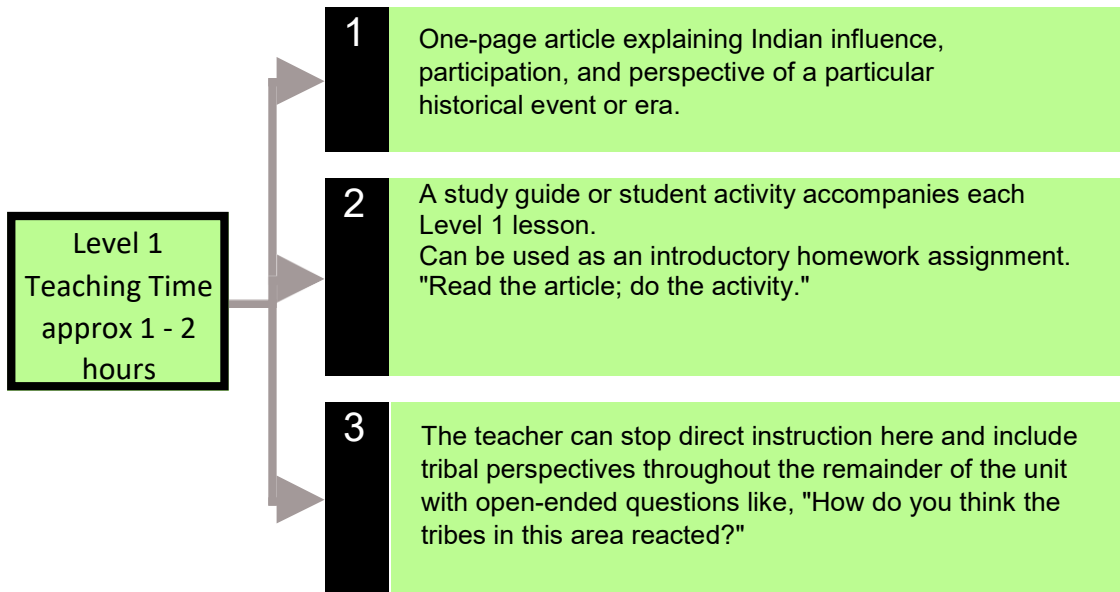 Level 1
Teaching Time
approx 1 - 2
hours
1
One-page article explaining Indian influence,
participation, and perspective of a particular
historical event or era.
2
A study guide or student activity accompanies each
Level 1 lesson.
Can be used as an introductory homework assignment.
"Read the article; do the activity."
3
The teacher can stop direct instruction here and include
tribal perspectives throughout the remainder of the unit
with open-ended questions like, "How do you think the
tribes in this area reacted?"